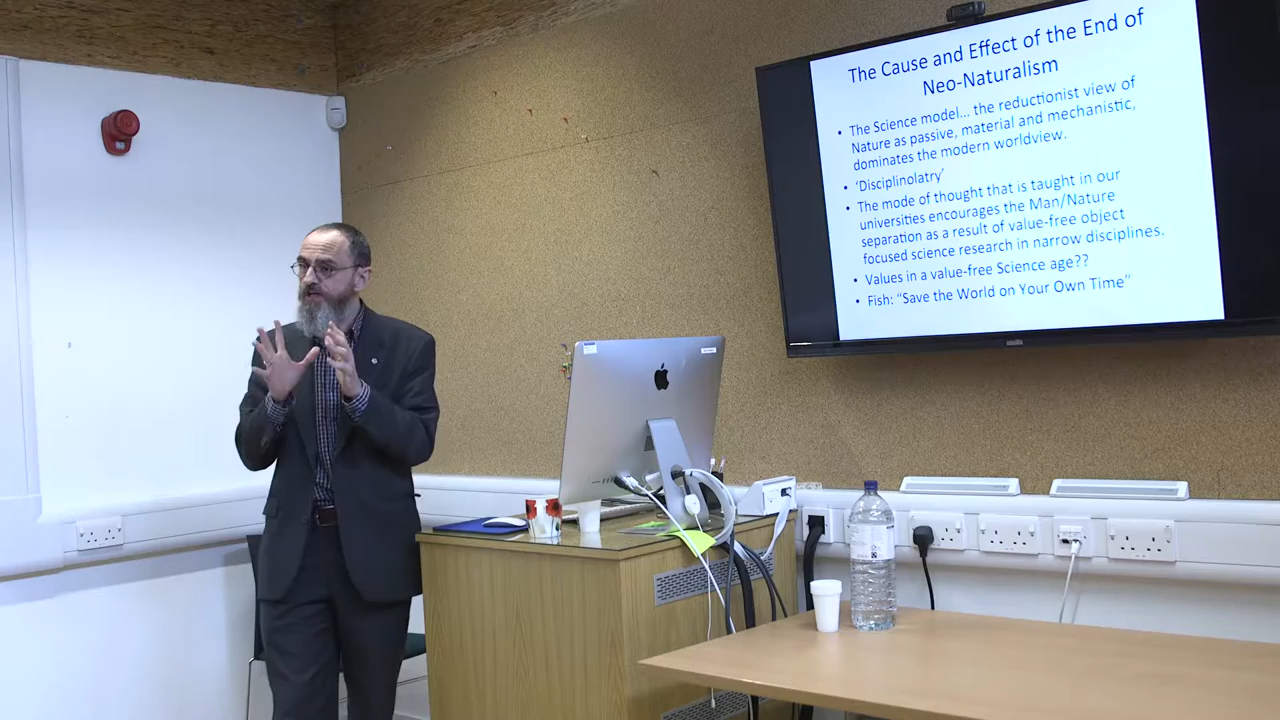 The Cause and Effect of the End of
Neo-Naturalism
• The Science model... the reductionist view of
Nature as passive, material and mechanistic,
dominates the modern worldview.
• ‘Disciplinolatry’
• The mode of thought that is taught in our
universities encourages the Man/Nature
separation as a result of value-free object
focused science research in narrow disciplines.
• Values in a value-free Science age??
• Fish: “Save the World on Your Own Time”